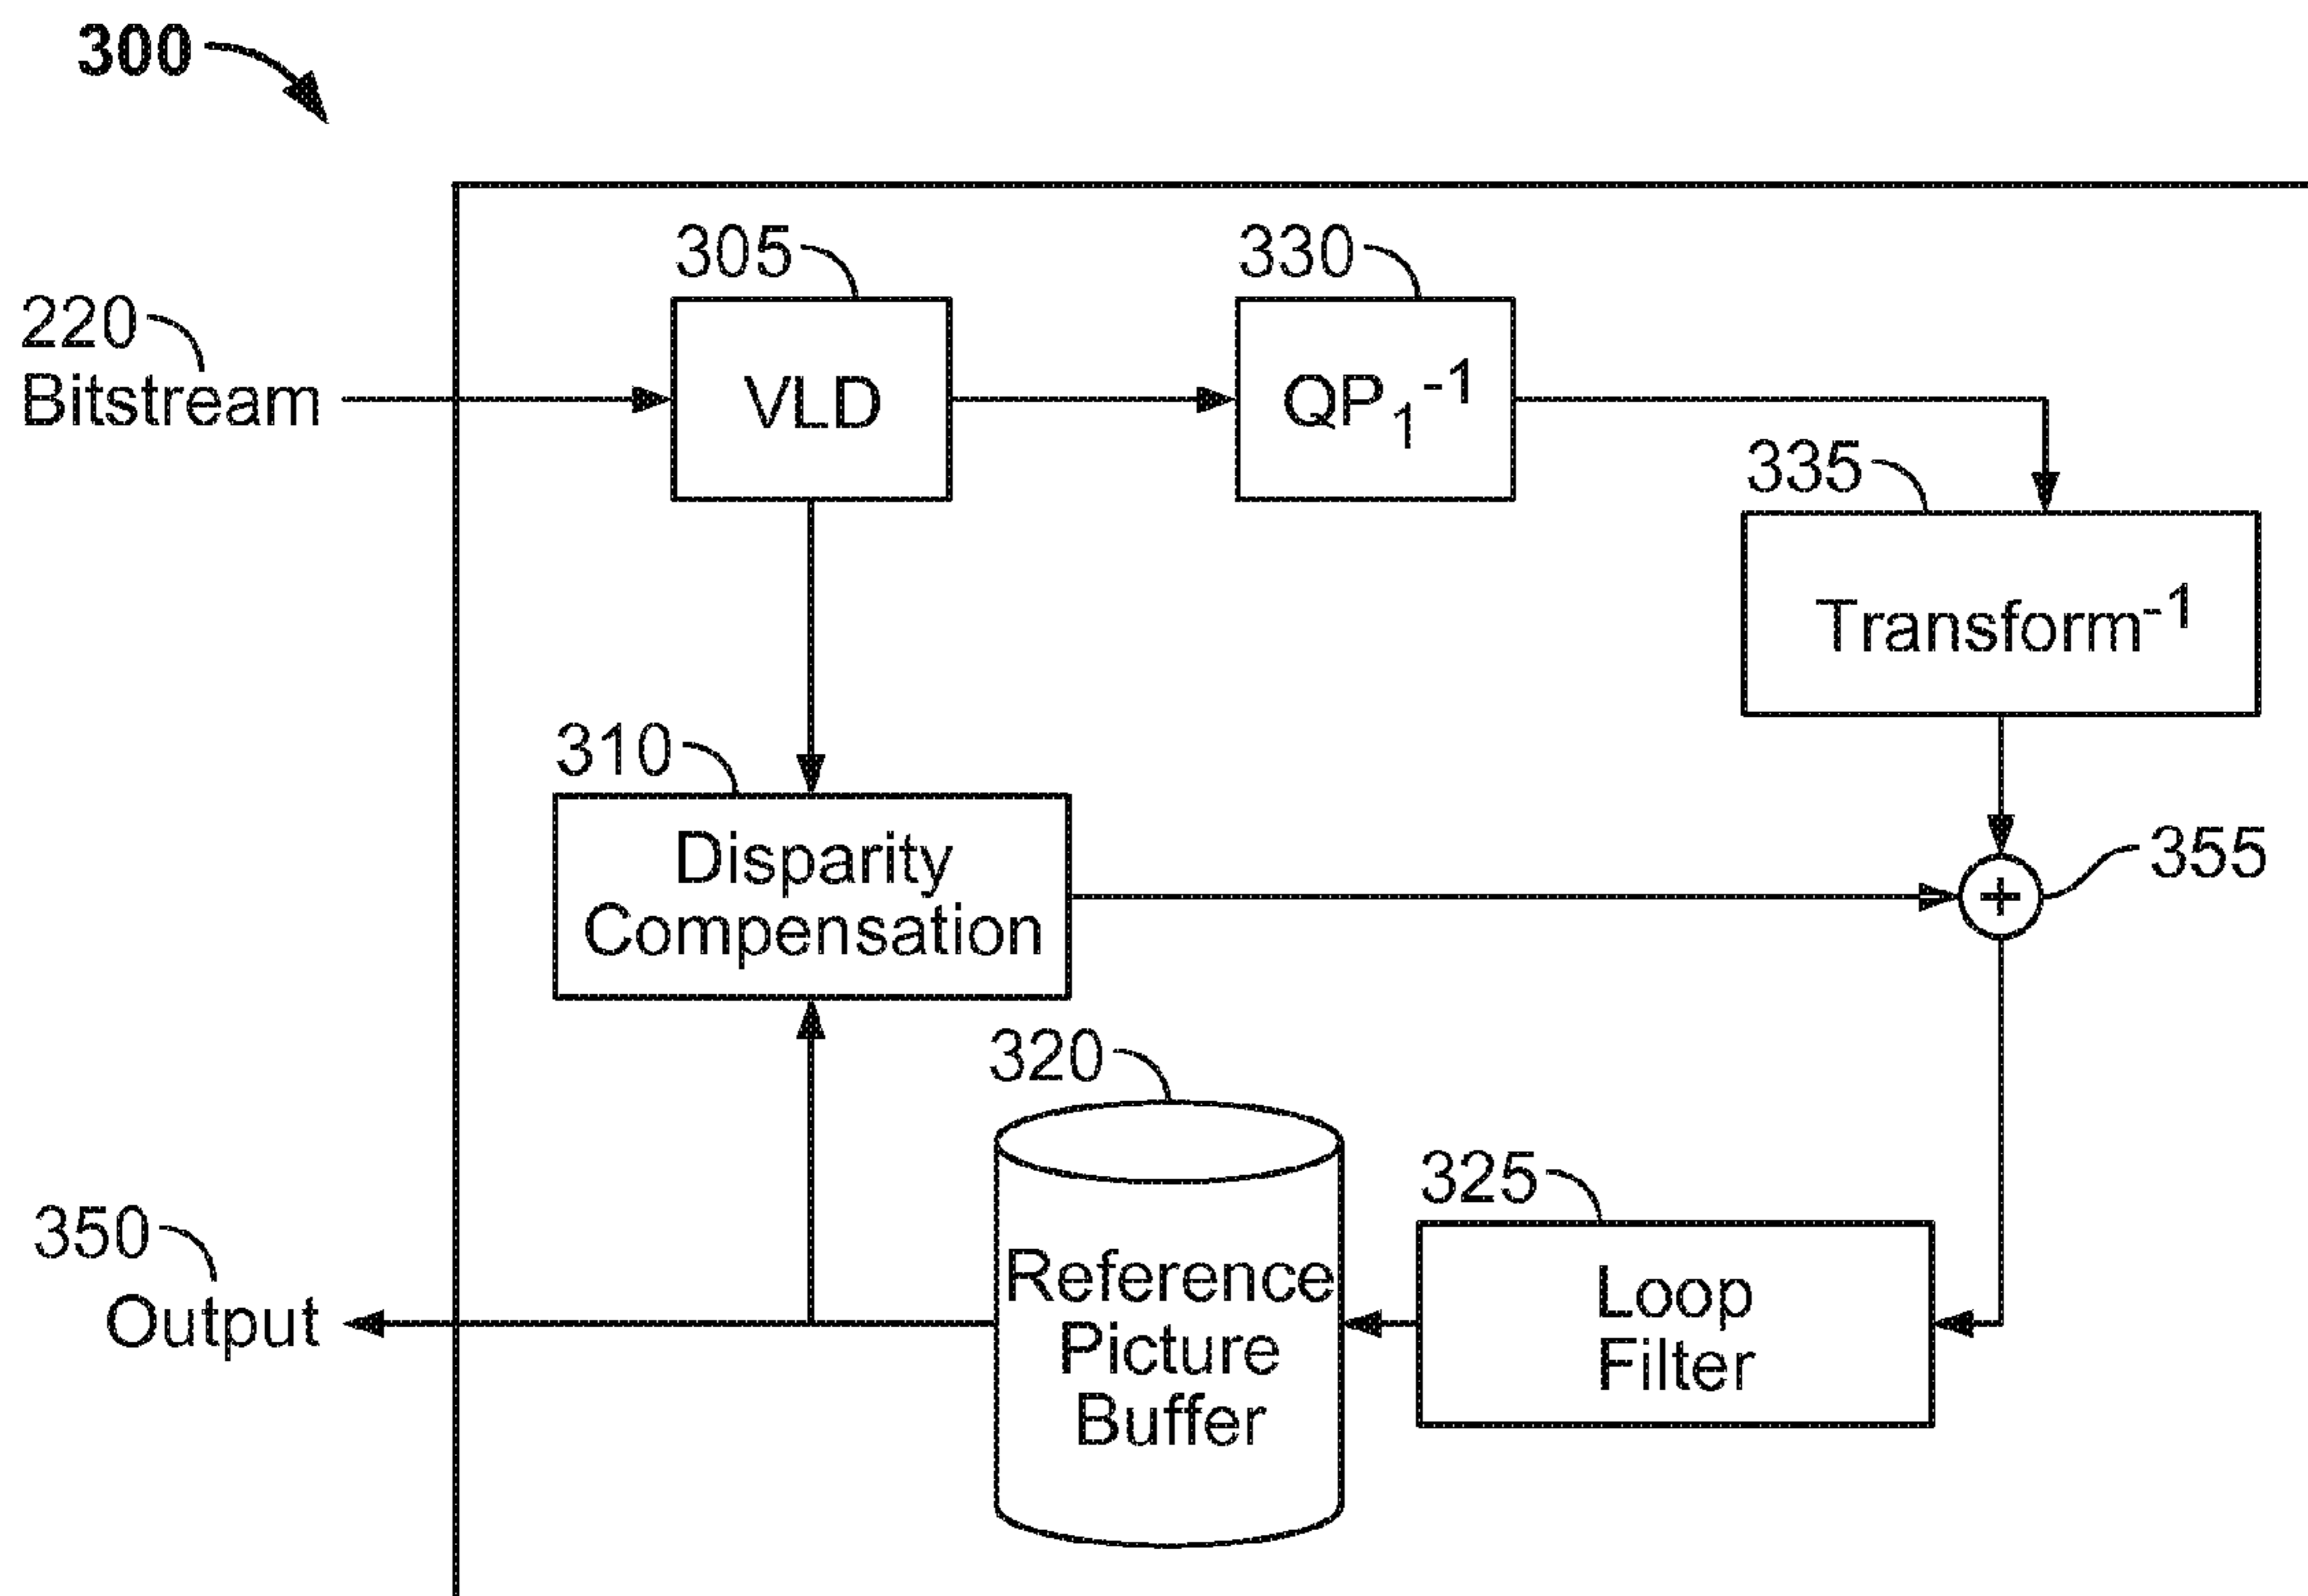 300
305
330
220
Bitstream
VLD
QP₁⁻¹
335
Transform⁻¹
310
Disparity
Compensation
+
355
320
325
350
Output
Reference
Picture
Buffer
Loop
Filter